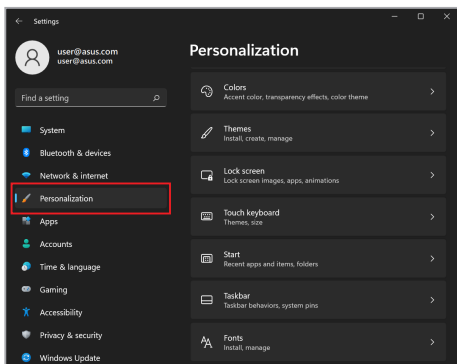 Settings
user@asus.com
user@asus.com
Find a setting
System
Bluetooth & devices
Network & internet
Personalization
Apps
Accounts
Time & language
Gaming
Accessibility
Privacy & security
Windows Update
Personalization
Colors
Accent color, transparency effects, color theme
Themes
Install, create, manage
Lock screen
Lock screen images, apps, animations
Touch keyboard
Themes, size
Start
Recent apps and items, folders
Taskbar
Taskbar behaviors, system pins
Fonts
Install, manage